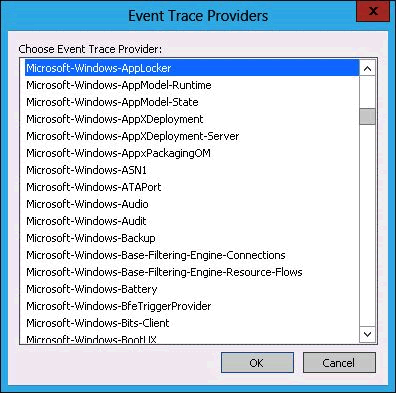 Event Trace Providers
x
Choose Event Trace Provider:
Microsoft-Windows-AppLocker
Microsoft-Windows-AppModel-Runtime
Microsoft-Windows-AppModel-State
Microsoft-Windows-AppXDeployment
Microsoft-Windows-AppXDeployment-Server
Microsoft-Windows-AppxPackagingOM
Microsoft-Windows-ASN1
Microsoft-Windows-ATAPort
Microsoft-Windows-Audio
Microsoft-Windows-Audit
Microsoft-Windows-Backup
Microsoft-Windows-Base-Filtering-Engine-Connections
Microsoft-Windows-Base-Filtering-Engine-Resource-Flows
Microsoft-Windows-Battery
Microsoft-Windows-BfeTriggerProvider
Microsoft-Windows-Bits-Client
Microsoft-Windows-BootUX
OK Cancel